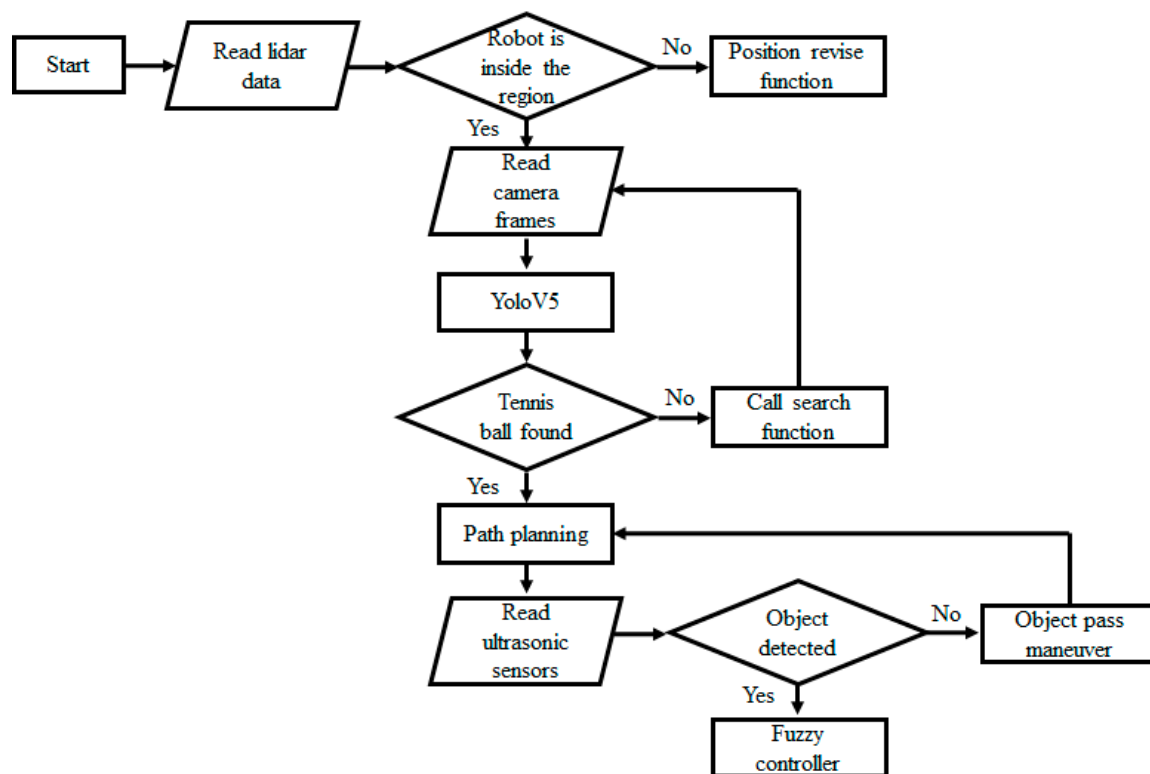 Start
Read lidar
data
Robot is
inside the
region
No
Position revise
function
Yes
Read
camera
frames
YoloV5
Tennis
ball found
No
Call search
function
Yes
Path planning
Read
ultrasonic
sensors
Object
detected
No
Object pass
maneuver
Yes
Fuzzy
controller